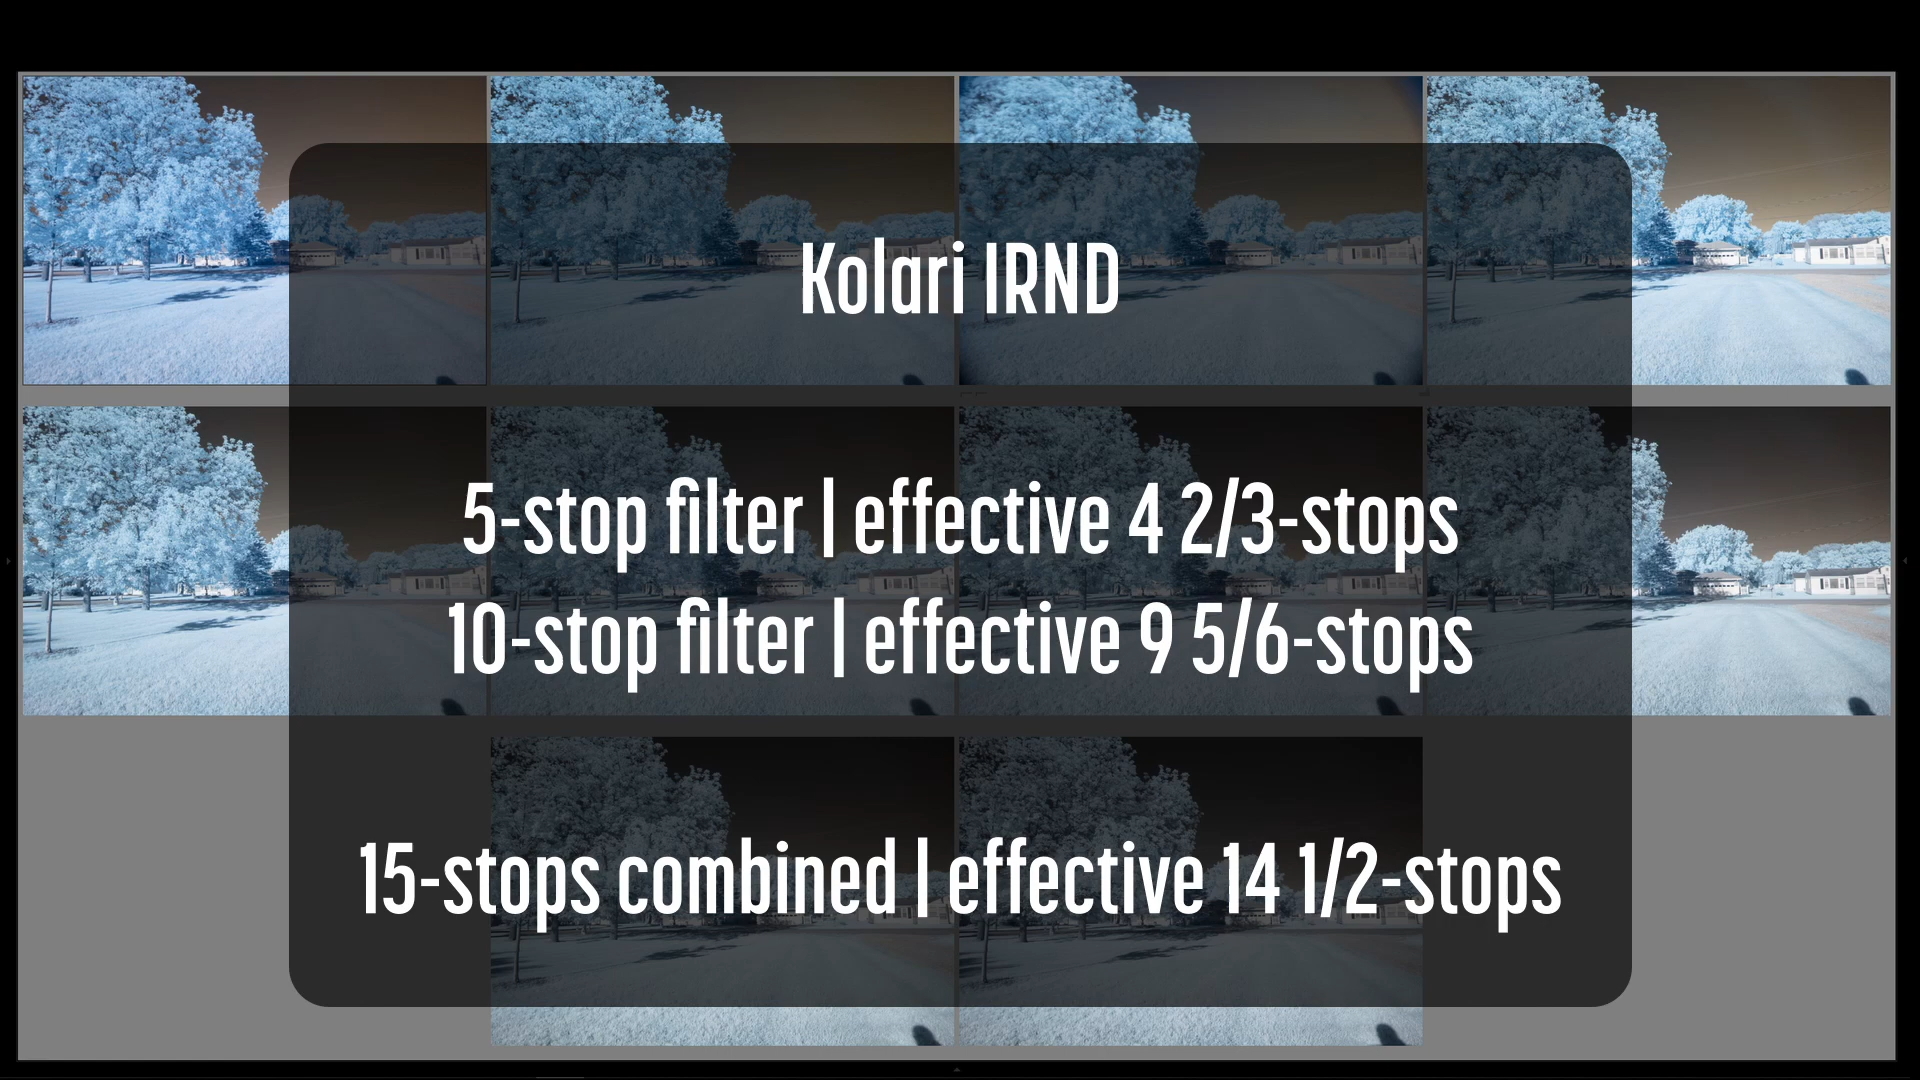 Kolari IRND
5-stop filter | effective 4 2/3-stops
10-stop filter | effective 9 5/6-stops
15-stops combined | effective 14 1/2-stops